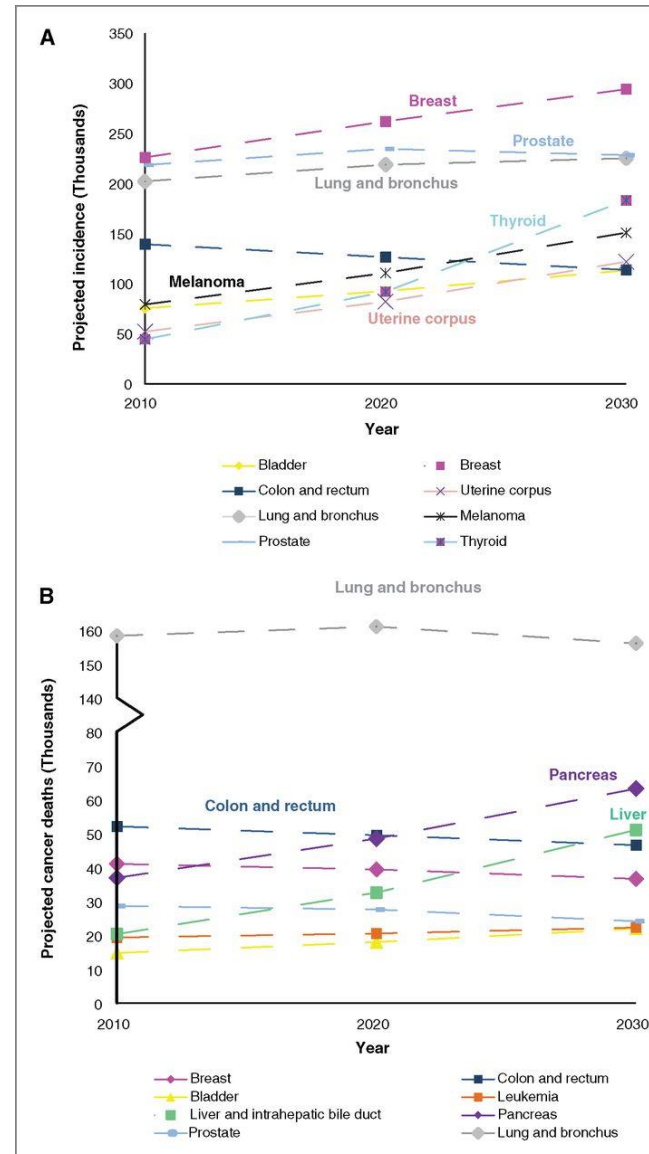 A
Projected incidence (Thousands)
350
300
250
200
150
100
50
0
Breast
Prostate
Lung and bronchus
Thyroid
Melanoma
Uterine corpus
2010 2020 2030
Year
Bladder Breast
Colon and rectum Uterine corpus
Lung and bronchus Melanoma
Prostate Thyroid
B
Lung and bronchus
Projected cancer deaths (Thousands)
160
150
140
80
70
60
50
40
30
20
10
0
Pancreas
Colon and rectum
Liver
2010 2020 2030
Year
Breast Colon and rectum
Bladder Leukemia
Liver and intrahepatic bile duct Pancreas
Prostate Lung and bronchus